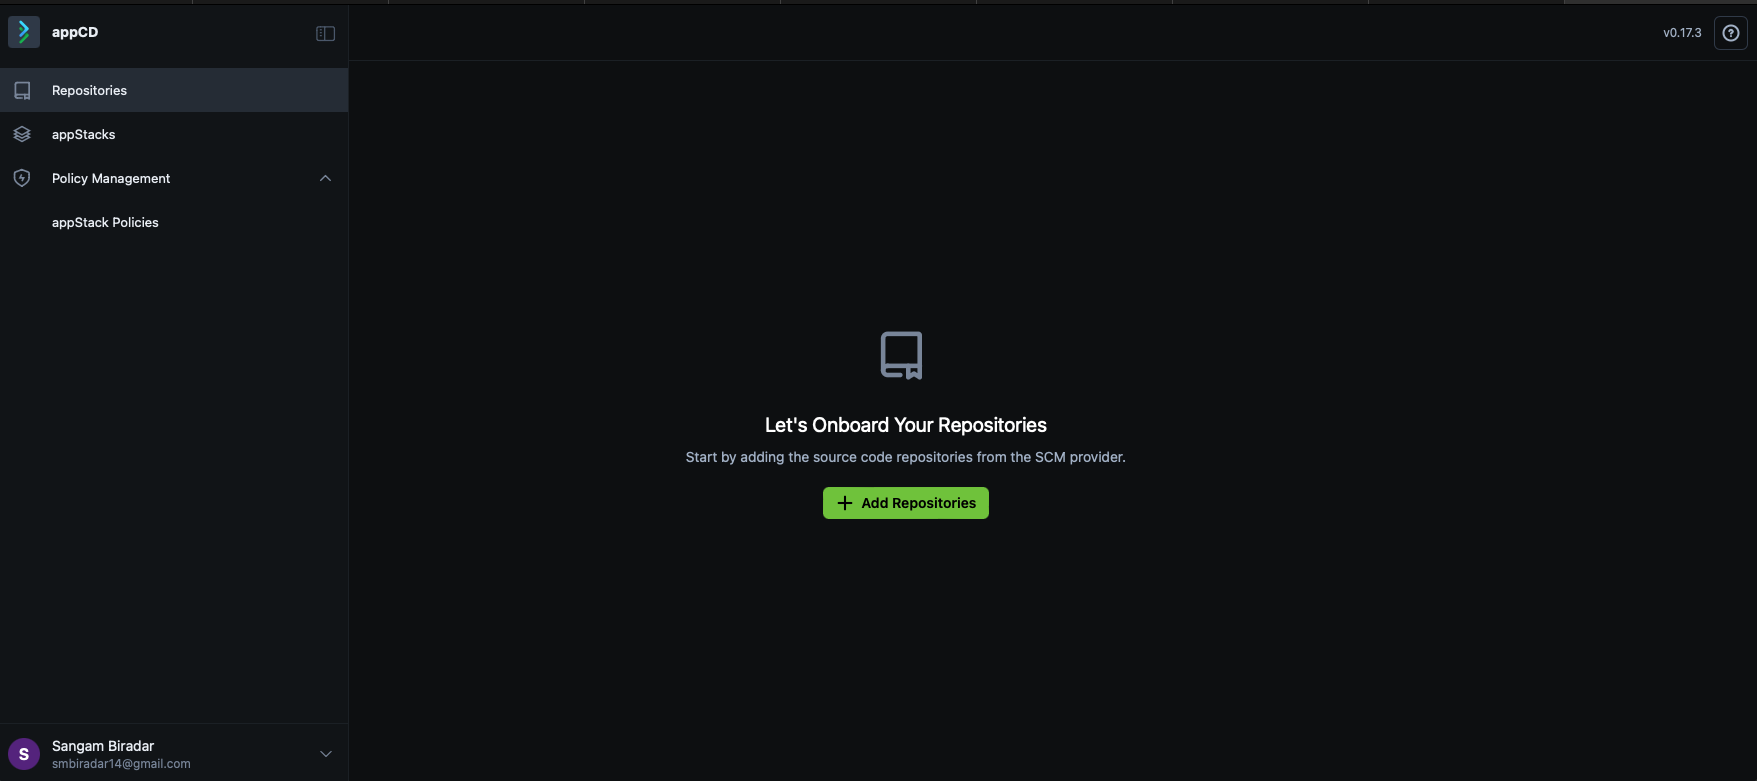 appCD
v0.17.3
Repositories
appStacks
Policy Management
appStack Policies
Let's Onboard Your Repositories
Start by adding the source code repositories from the SCM provider.
Add Repositories
S
Sangam Biradar
smbiradar14@gmail.com